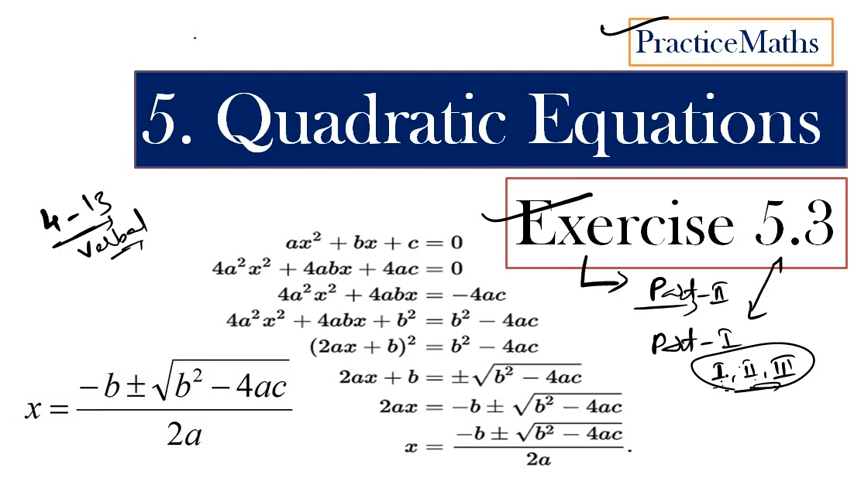 PracticeMaths
5. Quadratic Equations
Exercise 5.3
4-13
verbal
Part-II
Part-I
I, II, III
ax² + bx + c = 0
4a²x² + 4abx + 4ac = 0
4a²x² + 4abx = −4ac
4a²x² + 4abx + b² = b² − 4ac
(2ax + b)² = b² − 4ac
2ax + b = ±√(b² − 4ac)
2ax = −b ± √(b² − 4ac)
x = (−b ± √(b² − 4ac)) / 2a.
x = (−b ± √(b² − 4ac)) / 2a